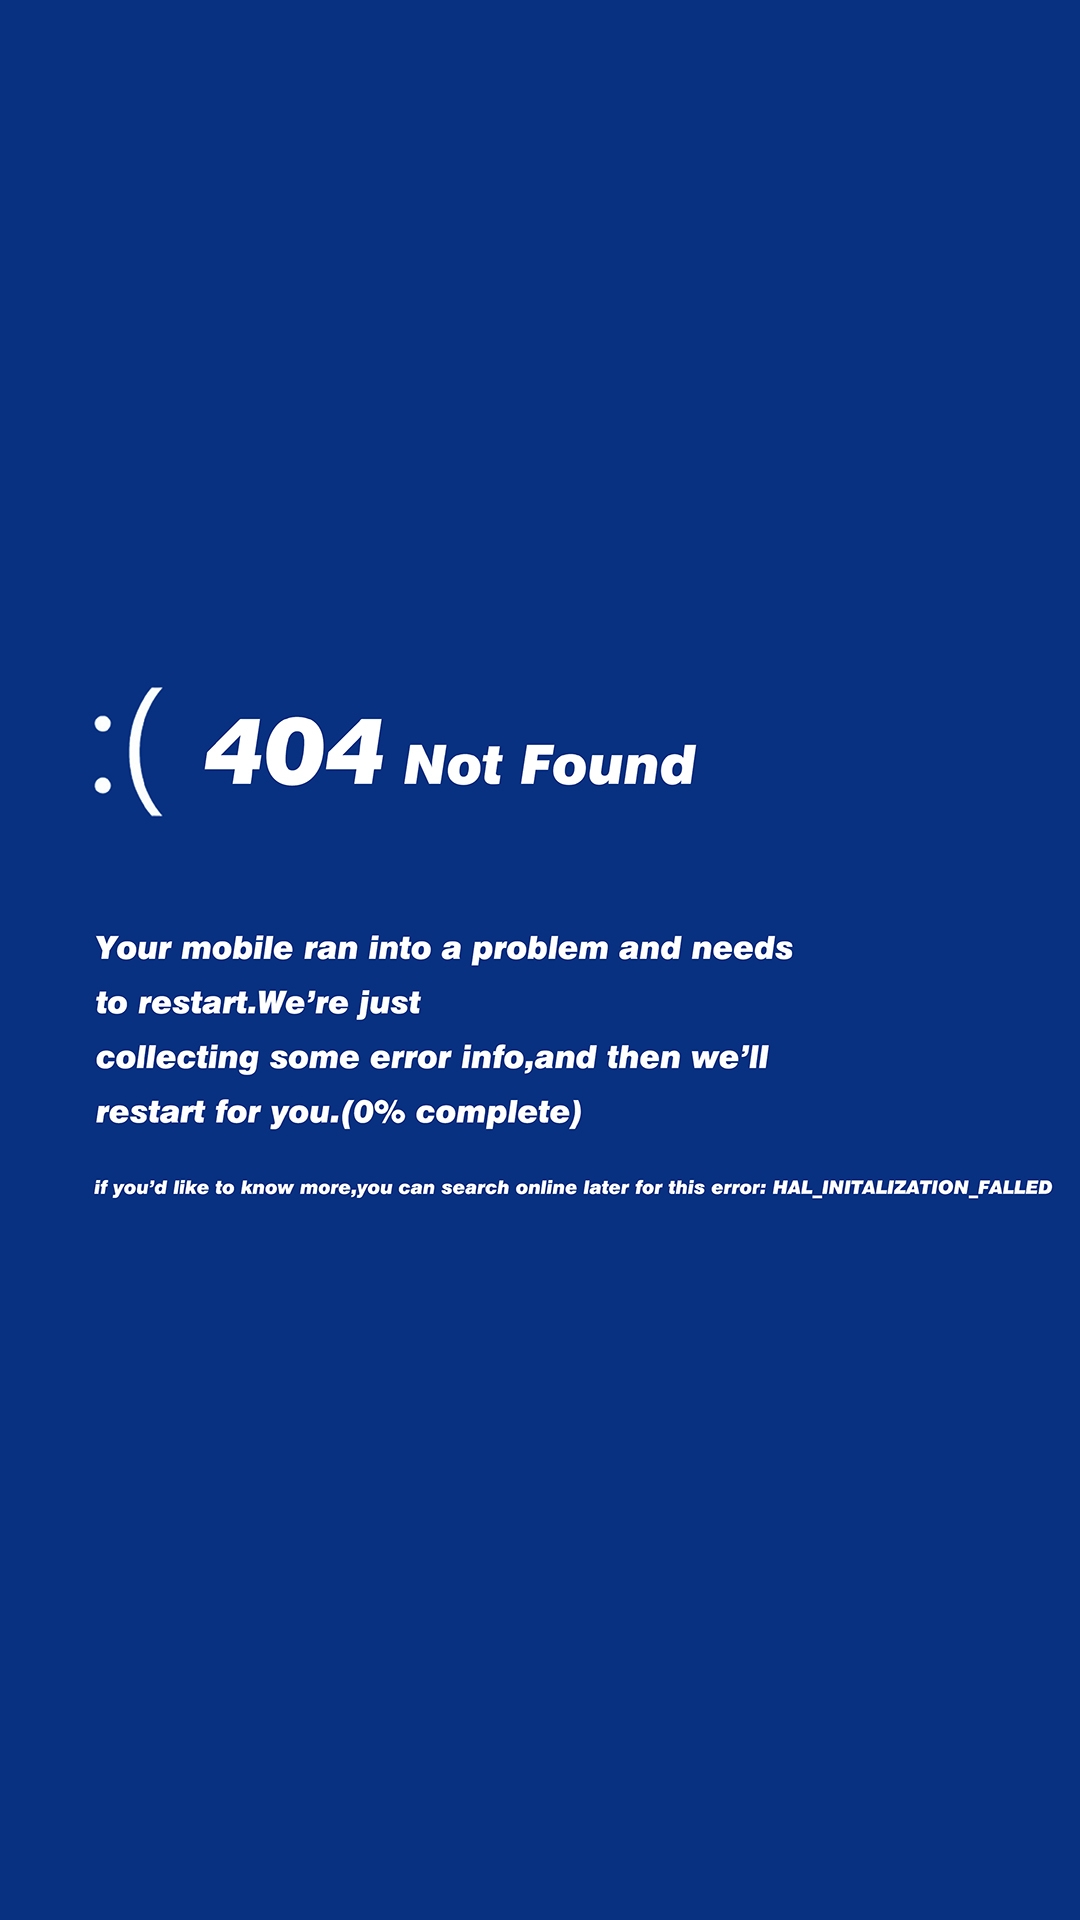 :( 404 Not Found
Your mobile ran into a problem and needs
to restart.We’re just
collecting some error info,and then we’ll
restart for you.(0% complete)
if you’d like to know more,you can search online later for this error: HAL_INITALIZATION_FALLED